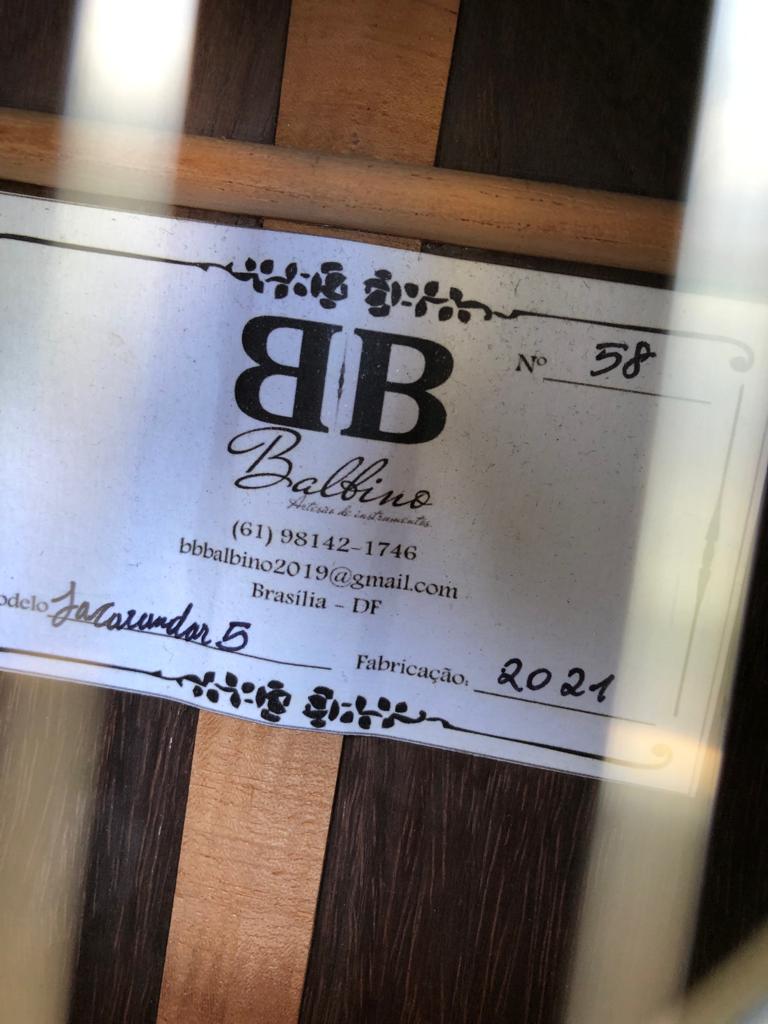 BB
Nº 58
Balbino
Artesão de instrumentos
(61) 98142-1746
bbbalbino2019@gmail.com
Brasília - DF
odelo Jacarandar 5
Fabricação: 2021